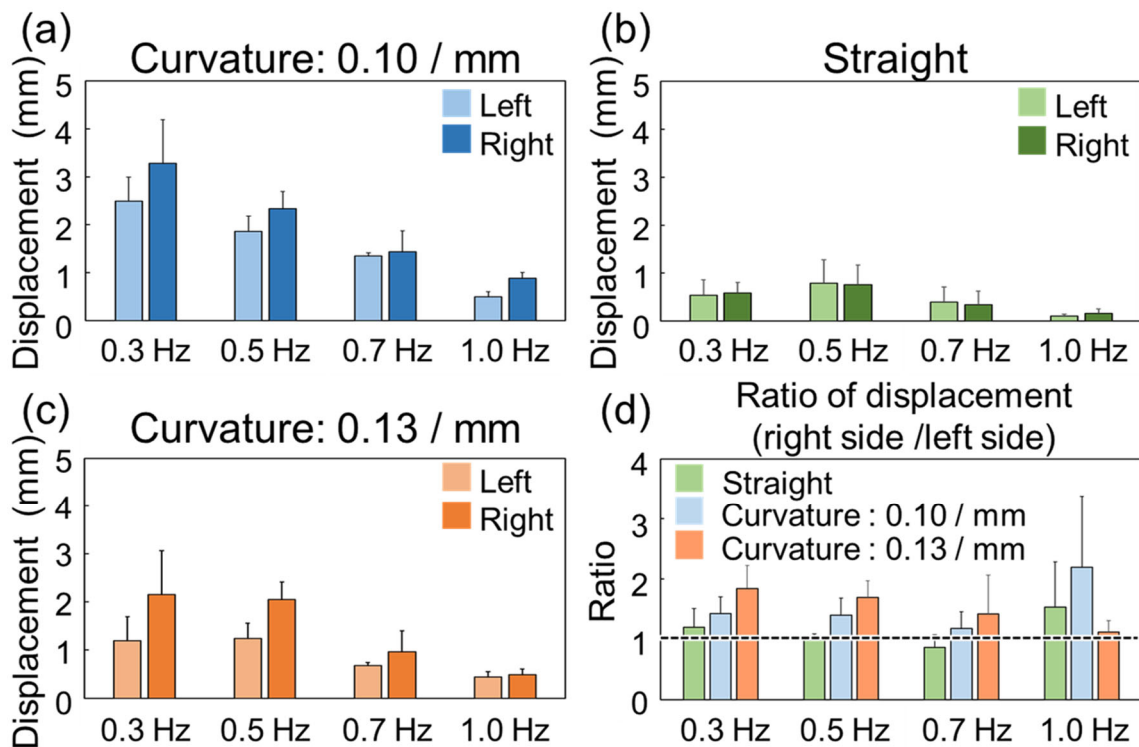 (a)
Curvature: 0.10 / mm
Displacement (mm)
5
4
3
2
1
0
Left
Right
0.3 Hz 0.5 Hz 0.7 Hz 1.0 Hz
(b)
Straight
Displacement (mm)
5
4
3
2
1
0
Left
Right
0.3 Hz 0.5 Hz 0.7 Hz 1.0 Hz
(c)
Curvature: 0.13 / mm
Displacement (mm)
5
4
3
2
1
0
Left
Right
0.3 Hz 0.5 Hz 0.7 Hz 1.0 Hz
(d)
Ratio of displacement
(right side /left side)
Ratio
4
3
2
1
0
Straight
Curvature : 0.10 / mm
Curvature : 0.13 / mm
0.3 Hz 0.5 Hz 0.7 Hz 1.0 Hz